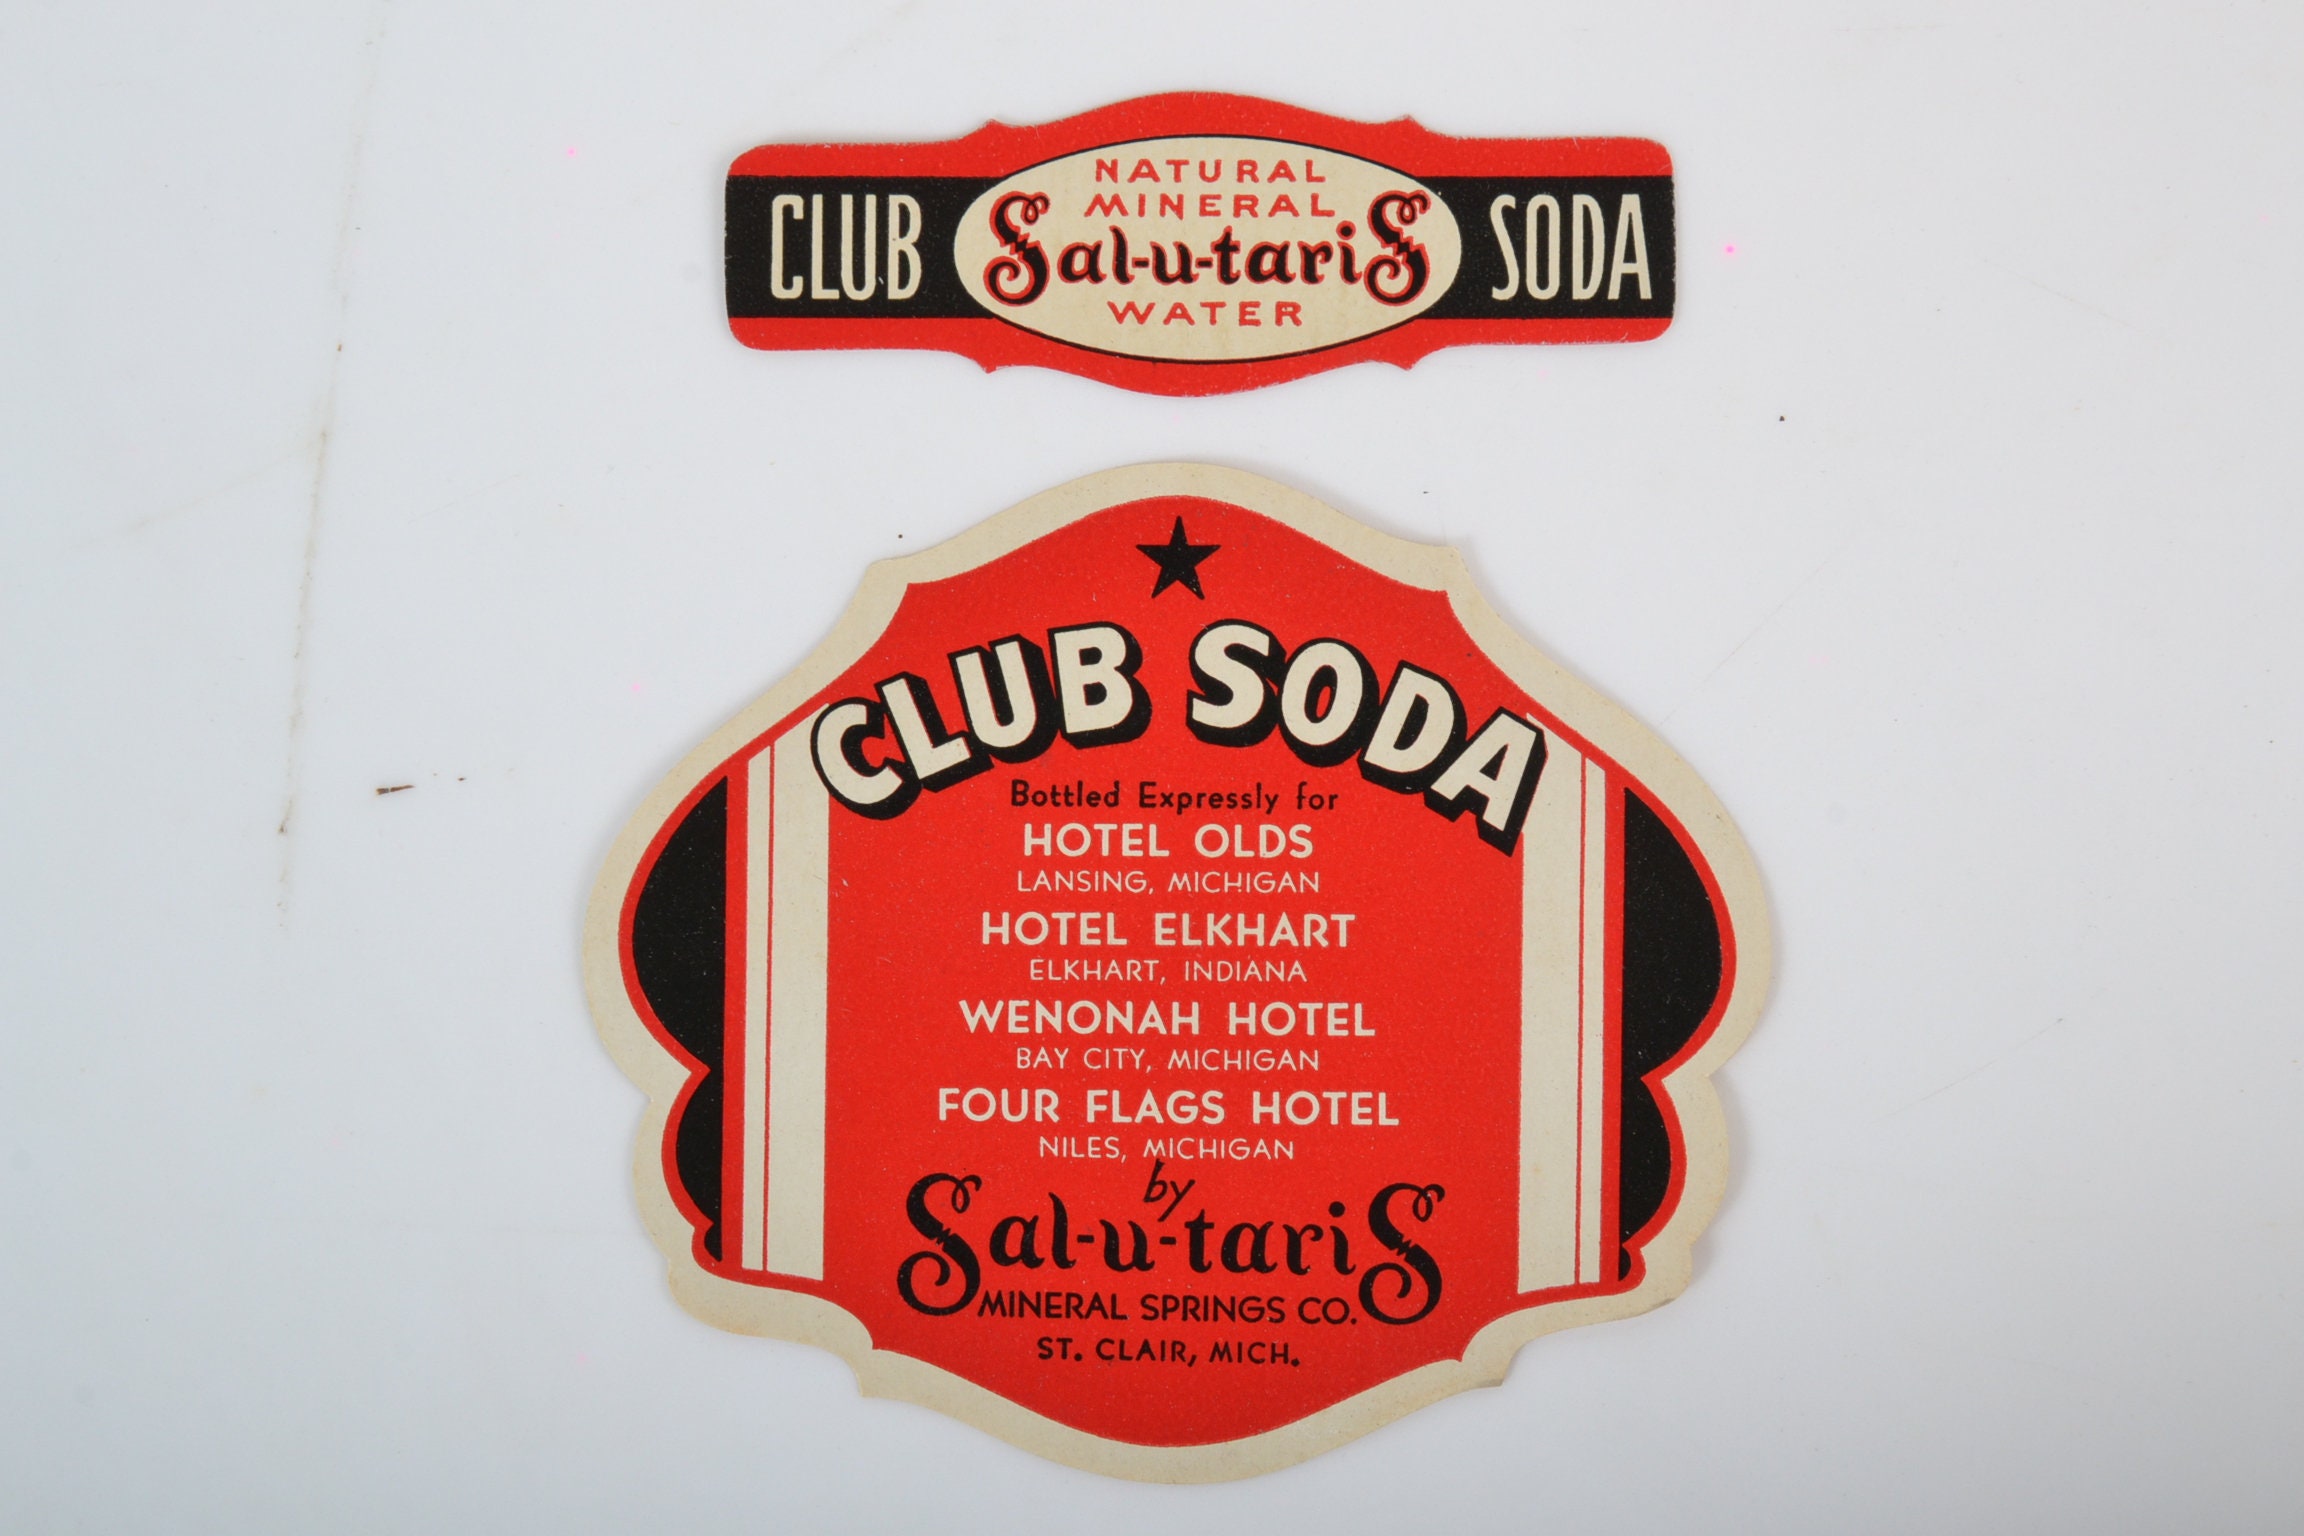 NATURAL
MINERAL
CLUB Sal-u-tariS SODA
WATER
CLUB SODA
Bottled Expressly for
HOTEL OLDS
LANSING, MICHIGAN
HOTEL ELKHART
ELKHART, INDIANA
WENONAH HOTEL
BAY CITY, MICHIGAN
FOUR FLAGS HOTEL
NILES, MICHIGAN
by
Sal-u-tariS
MINERAL SPRINGS CO.
ST. CLAIR, MICH.